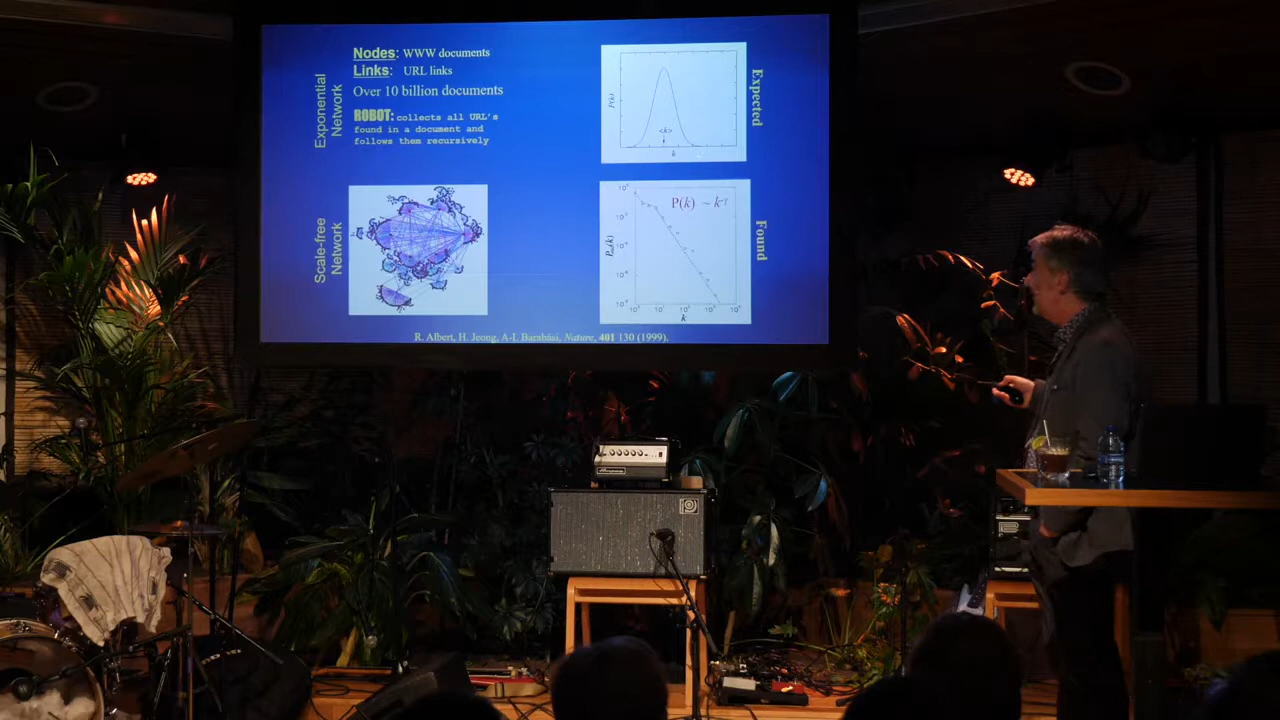 Nodes: WWW documents
Links: URL links
Over 10 billion documents
ROBOT: collects all URL's
found in a document and
follows them recursively
Exponential
Network
Scale-free
Network
P(k)
<k>
k
Expected
P(k) ~ k
k
Found
R. Albert, H. Jeong, A-L Barabási, Nature, 401 130 (1999).
Ampeg